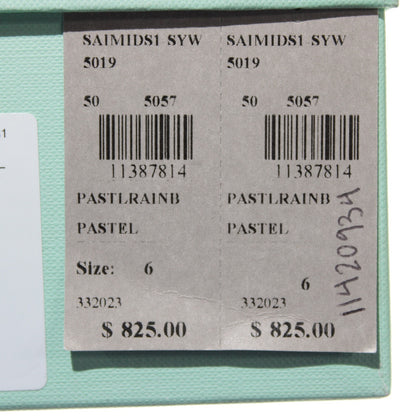 SAIMIDS1 SYW
5019
50 5057
11387814
PASTLRAINB
PASTEL
Size: 6
332023
$ 825.00
SAIMIDS1 SYW
5019
50 5057
11387814
PASTLRAINB
PASTEL
6
332023
$ 825.00
11420934